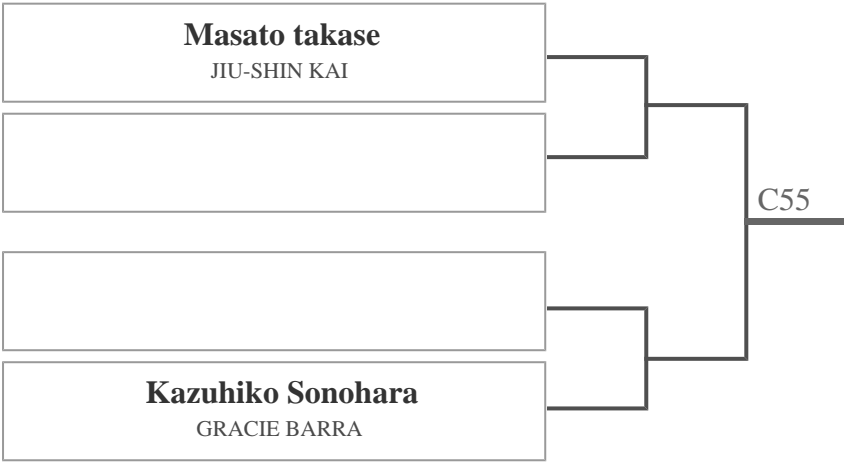 Masato takase
JIU-SHIN KAI
C55
Kazuhiko Sonohara
GRACIE BARRA